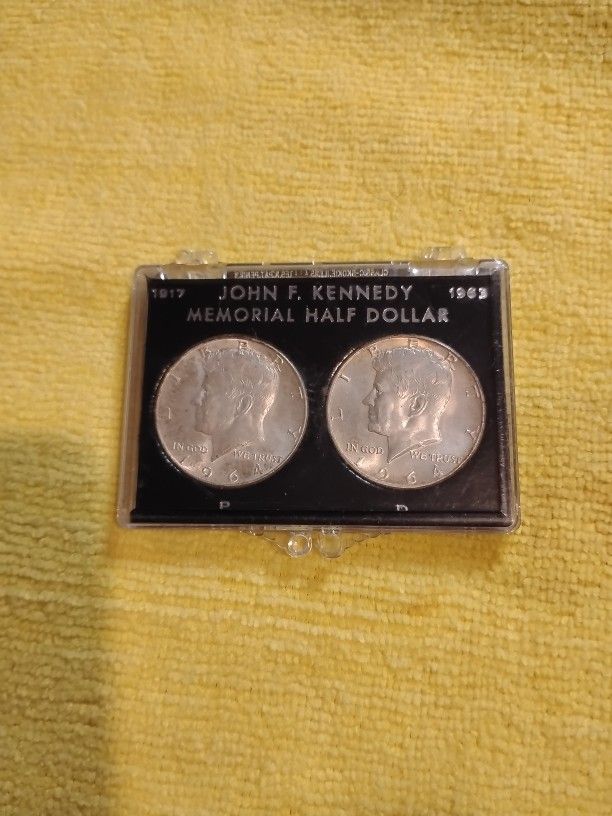 1917 JOHN F. KENNEDY 1963
MEMORIAL HALF DOLLAR
LIBERTY
IN GOD WE TRUST
1964
LIBERTY
IN GOD WE TRUST
1964
P D